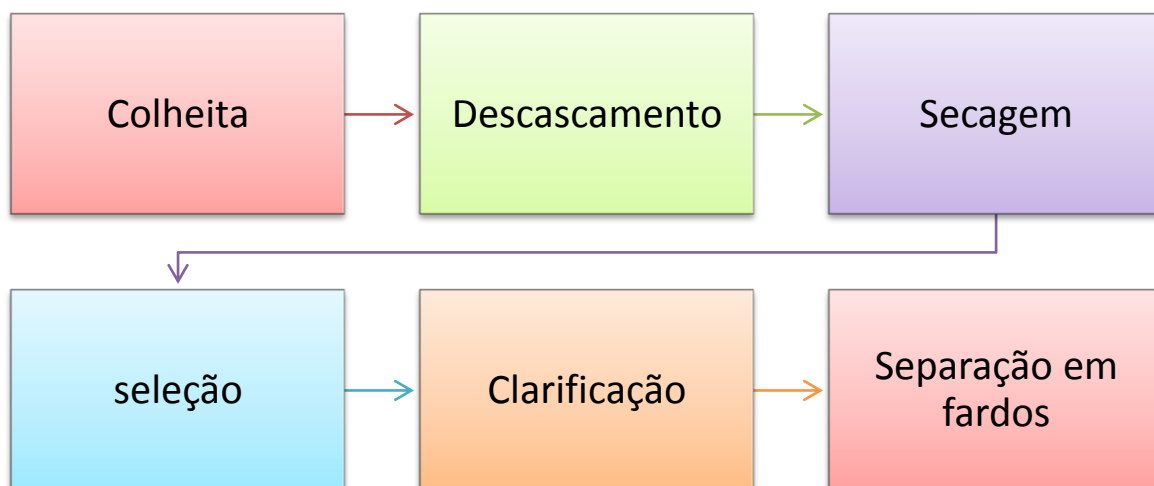 Colheita
Descascamento
Secagem
seleção
Clarificação
Separação em
fardos